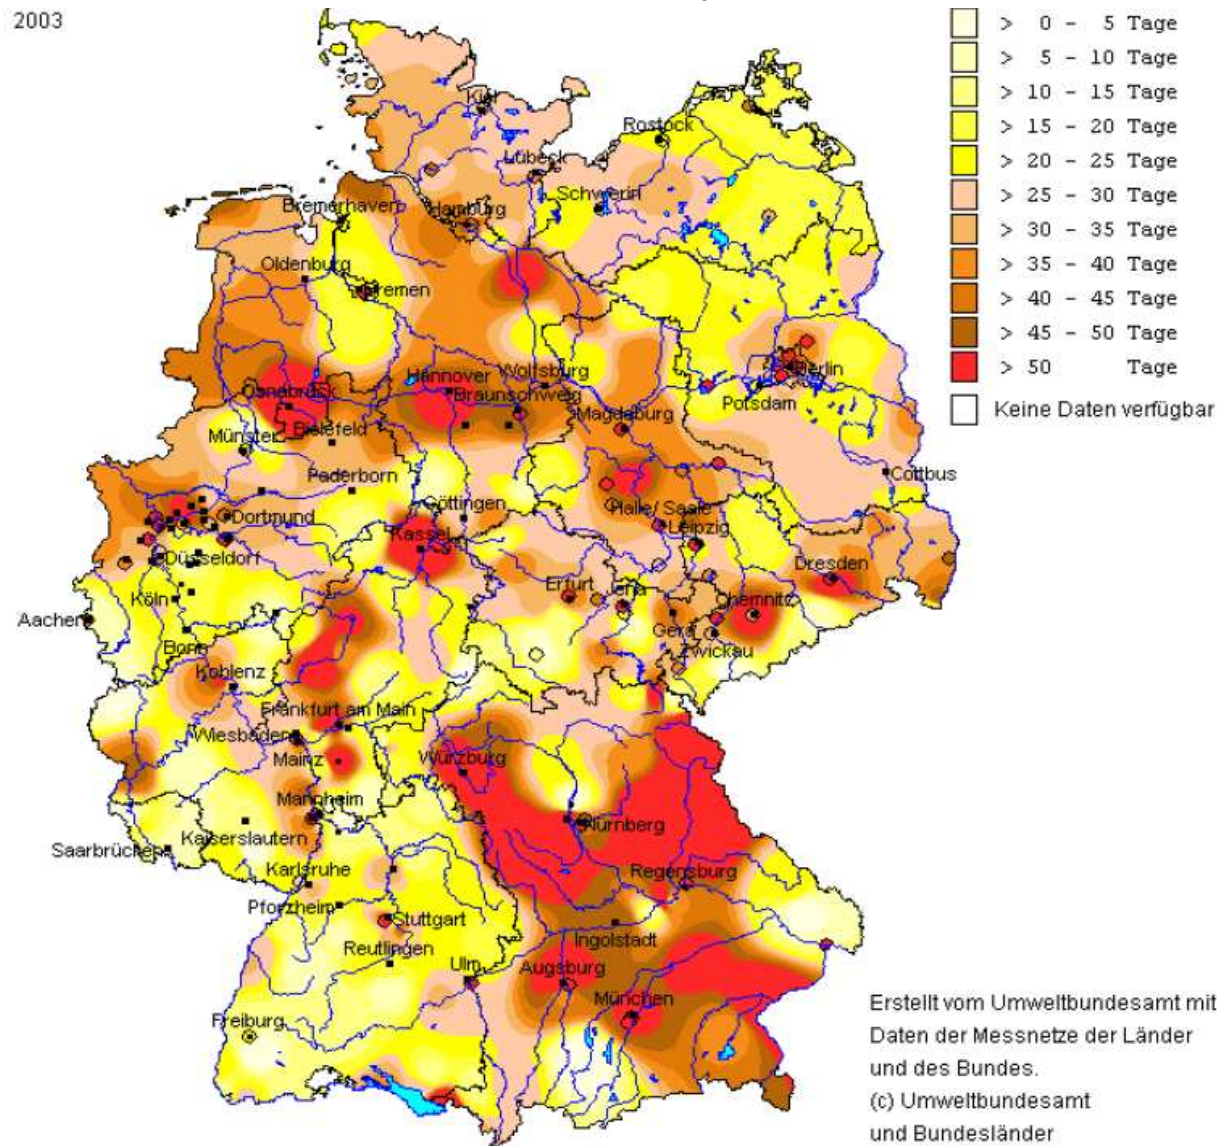 2003
> 0 - 5 Tage
> 5 - 10 Tage
> 10 - 15 Tage
> 15 - 20 Tage
> 20 - 25 Tage
> 25 - 30 Tage
> 30 - 35 Tage
> 35 - 40 Tage
> 40 - 45 Tage
> 45 - 50 Tage
> 50 Tage
Keine Daten verfügbar
Kiel
Rostock
Lübeck
Schwerin
Bremerhaven
Hamburg
Oldenburg
Bremen
Berlin
Potsdam
Hannover
Wolfsburg
Osnabrück
Braunschweig
Magdeburg
Bielefeld
Münster
Paderborn
Cottbus
Göttingen
Halle/ Saale
Dortmund
Leipzig
Kassel
Düsseldorf
Dresden
Erfurt
Jena
Köln
Chemnitz
Aachen
Gera
Bonn
Zwickau
Koblenz
Frankfurt am Main
Wiesbaden
Mainz
Würzburg
Mannheim
Nürnberg
Kaiserslautern
Saarbrücken
Karlsruhe
Regensburg
Pforzheim
Stuttgart
Ingolstadt
Reutlingen
Ulm
Augsburg
München
Freiburg
Erstellt vom Umweltbundesamt mit
Daten der Messnetze der Länder
und des Bundes.
(c) Umweltbundesamt
und Bundesländer